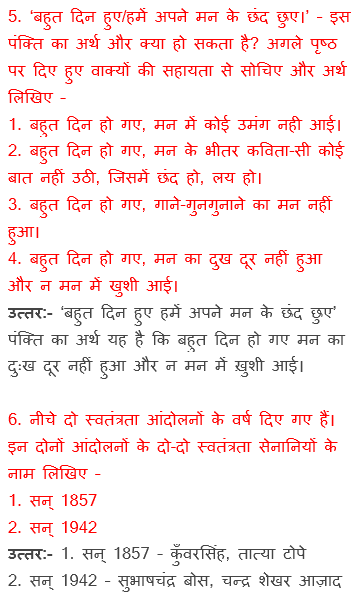 5. ‘बहुत दिन हुए/हमें अपने मन के छंद छुए।’ - इस
पंक्ति का अर्थ और क्या हो सकता है? अगले पृष्ठ
पर दिए हुए वाक्यों की सहायता से सोचिए और अर्थ
लिखिए -
1. बहुत दिन हो गए, मन में कोई उमंग नही आई।
2. बहुत दिन हो गए, मन के भीतर कविता-सी कोई
बात नहीं उठी, जिसमें छंद हो, लय हो।
3. बहुत दिन हो गए, गाने-गुनगुनाने का मन नहीं
हुआ।
4. बहुत दिन हो गए, मन का दुख दूर नहीं हुआ
और न मन में खुशी आई।
उत्तर:- ‘बहुत दिन हुए हमें अपने मन के छंद छुए’
पंक्ति का अर्थ यह है कि बहुत दिन हो गए मन का
दुःख दूर नहीं हुआ और न मन में ख़ुशी आई।
6. नीचे दो स्वतंत्रता आंदोलनों के वर्ष दिए गए हैं।
इन दोनों आंदोलनों के दो-दो स्वतंत्रता सेनानियों के
नाम लिखिए -
1. सन् 1857
2. सन् 1942
उत्तर:- 1. सन् 1857 - कुँवरसिंह, तात्या टोपे
2. सन् 1942 - सुभाषचंद्र बोस, चन्द्र शेखर आज़ाद